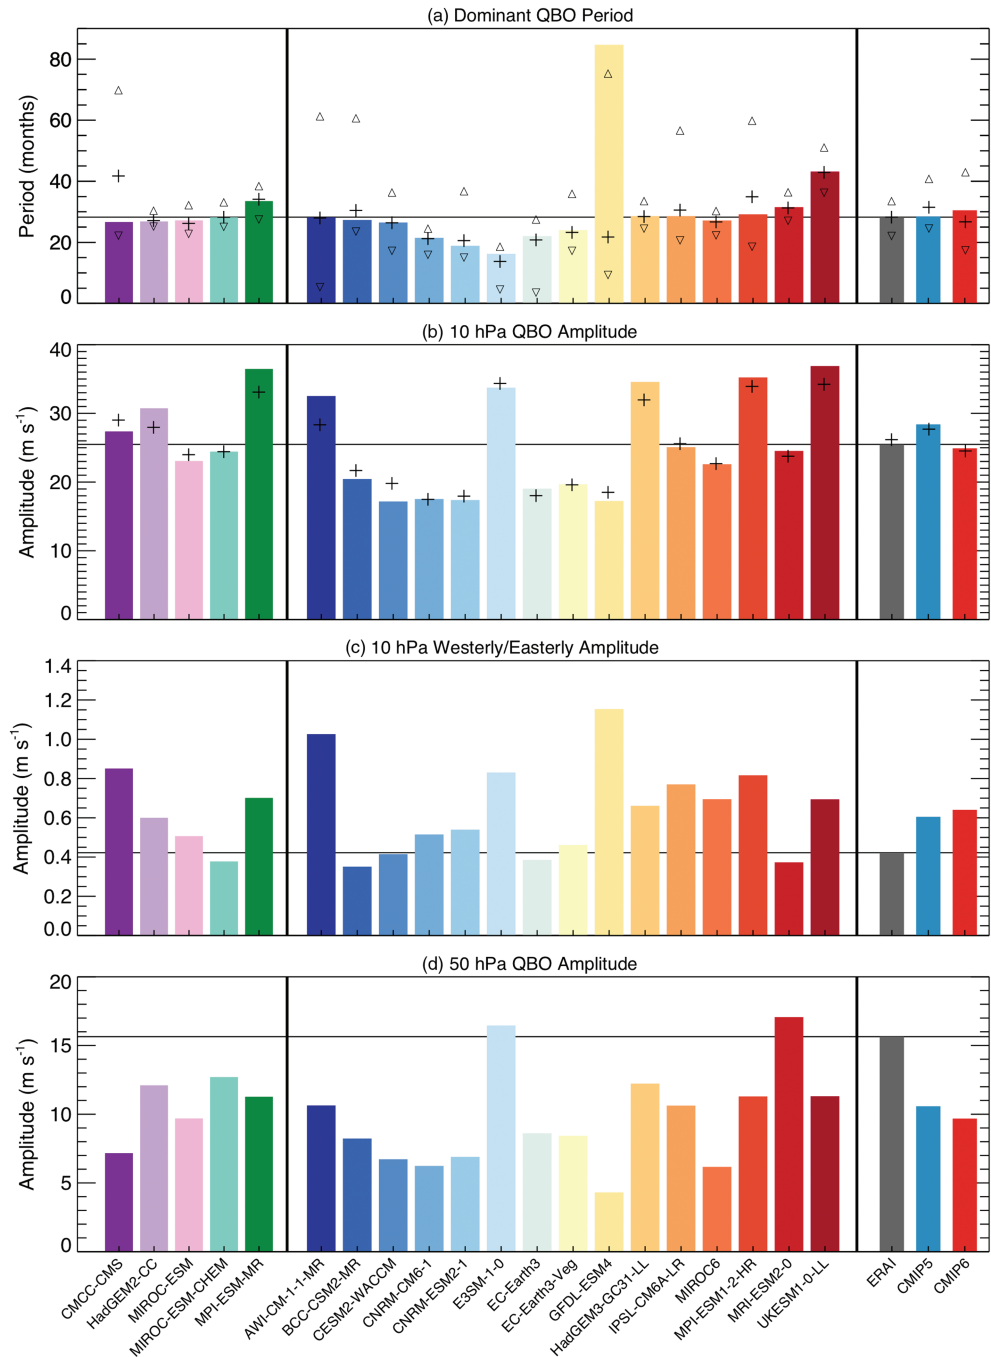 (a) Dominant QBO Period
80
60
40
20
0
Period (months)
(b) 10 hPa QBO Amplitude
40
30
20
10
0
Amplitude (m s-1)
(c) 10 hPa Westerly/Easterly Amplitude
1.4
1.2
1.0
0.8
0.6
0.4
0.2
0.0
Amplitude (m s-1)
(d) 50 hPa QBO Amplitude
20
15
10
5
0
Amplitude (m s-1)
CMCC-CMS
HadGEM2-CC
MIROC-ESM
MIROC-ESM-CHEM
MPI-ESM-MR
AWI-CM-1-1-MR
BCC-CSM2-MR
CESM2-WACCM
CNRM-CM6-1
CNRM-ESM2-1
E3SM-1-0
EC-Earth3
EC-Earth3-Veg
GFDL-ESM4
HadGEM3-GC31-LL
IPSL-CM6A-LR
MIROC6
MPI-ESM1-2-HR
MRI-ESM2-0
UKESM1-0-LL
ERAI
CMIP5
CMIP6